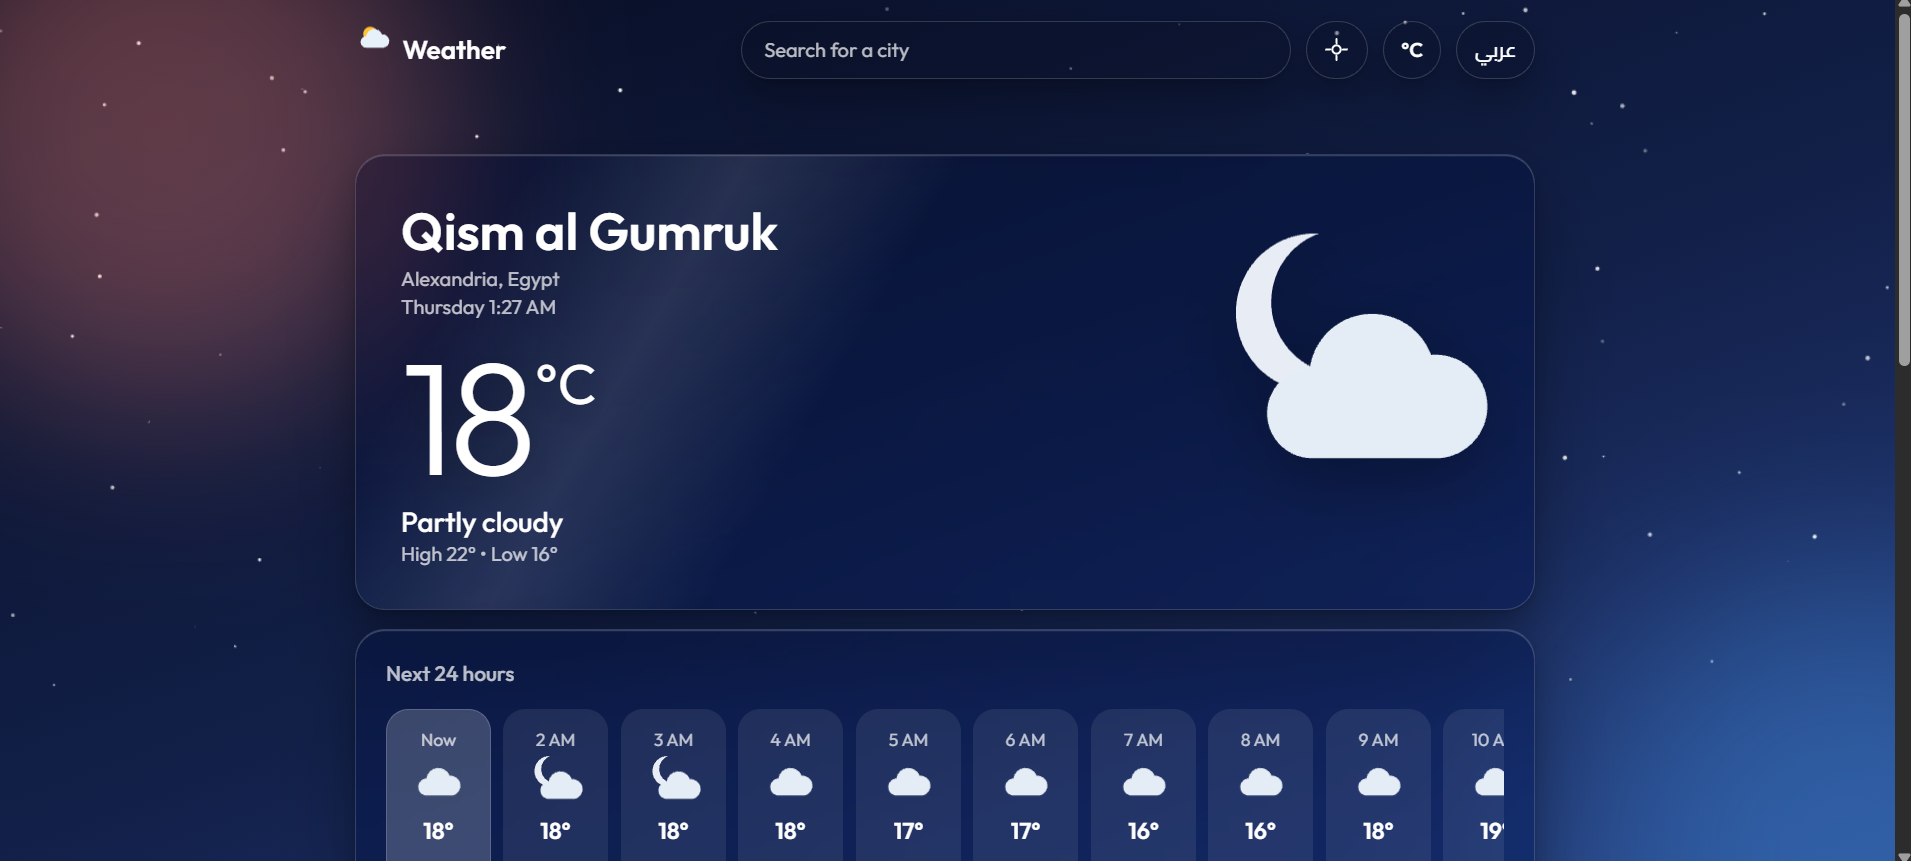 Weather
Search for a city
°C
عربي
Qism al Gumruk
Alexandria, Egypt
Thursday 1:27 AM
18°C
Partly cloudy
High 22° • Low 16°
Next 24 hours
Now 2 AM 3 AM 4 AM 5 AM 6 AM 7 AM 8 AM 9 AM 10 A
18° 18° 18° 18° 17° 17° 16° 16° 18° 19°